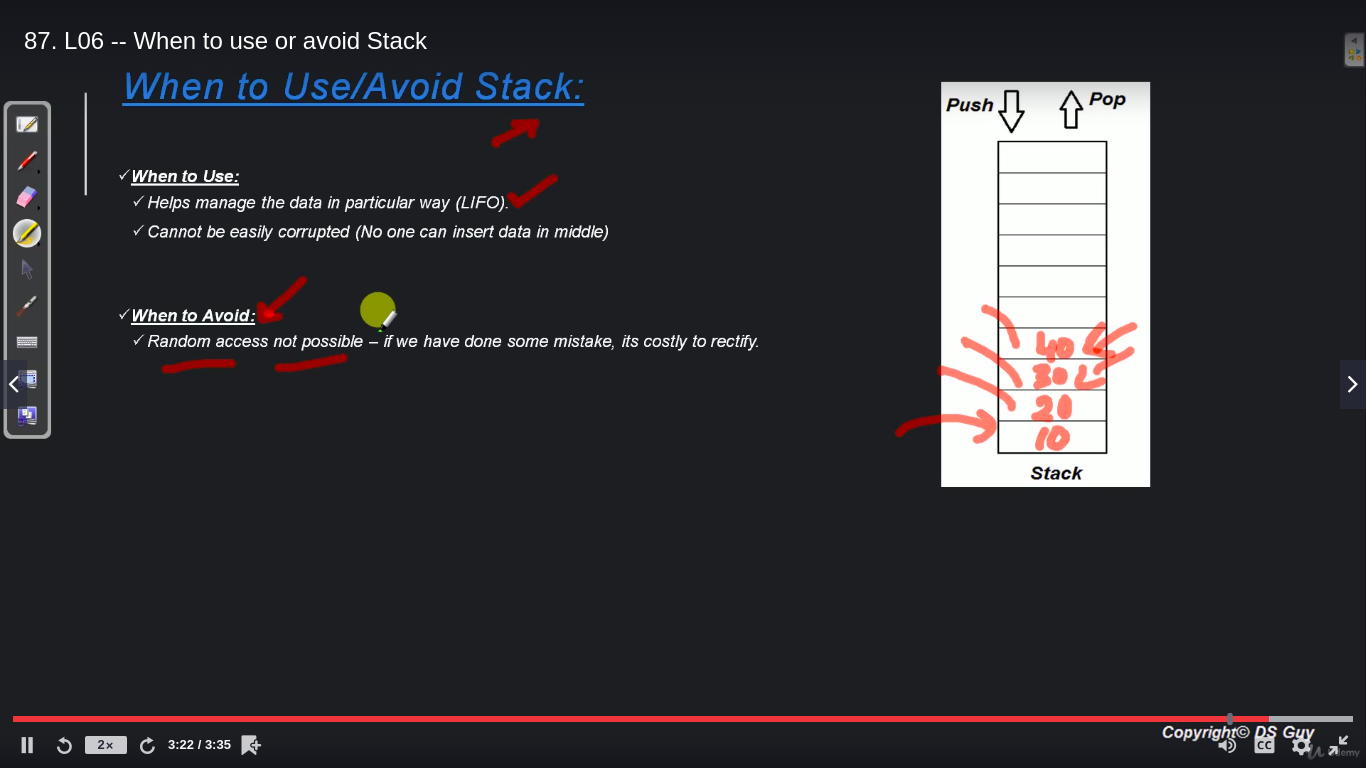 87. L06 -- When to use or avoid Stack
When to Use/Avoid Stack:
✓When to Use:
✓Helps manage the data in particular way (LIFO).
✓Cannot be easily corrupted (No one can insert data in middle)
✓When to Avoid:
✓Random access not possible – if we have done some mistake, its costly to rectify.
Push Pop
40
30
20
10
Stack
Copyright© DS Guy
2x
3:22 / 3:35
CC